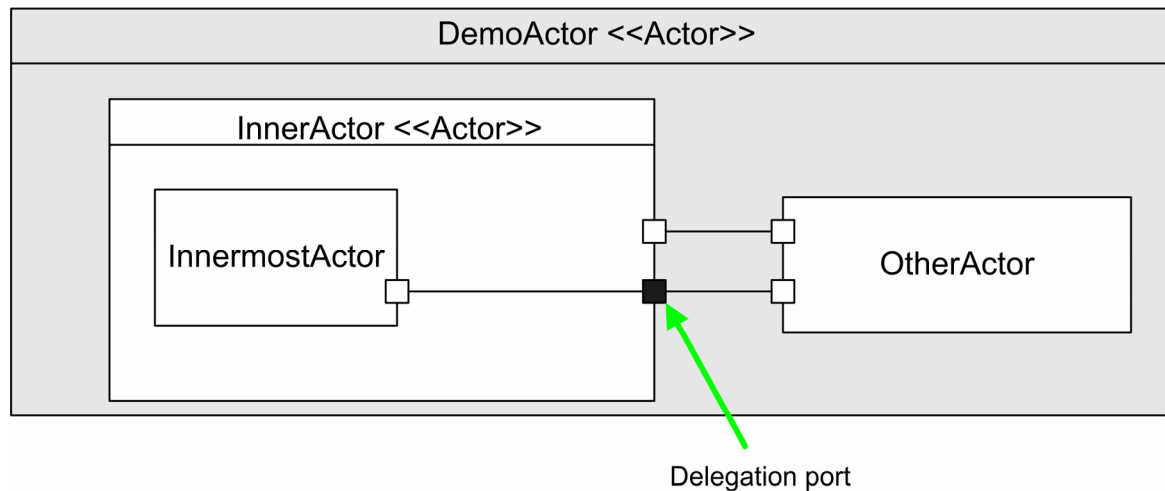 DemoActor <<Actor>>
InnerActor <<Actor>>
InnermostActor
OtherActor
Delegation port